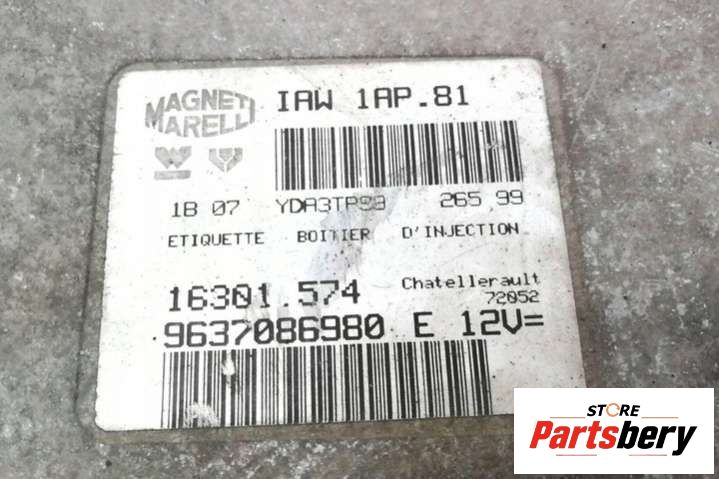 MAGNETI
MARELLI
IAW 1AP.81
1B 07 265 99
ETIQUETTE BOITIER D'INJECTION
16301.574 Chatellerault
72052
9637086980 E 12V=
STORE
Partsbery